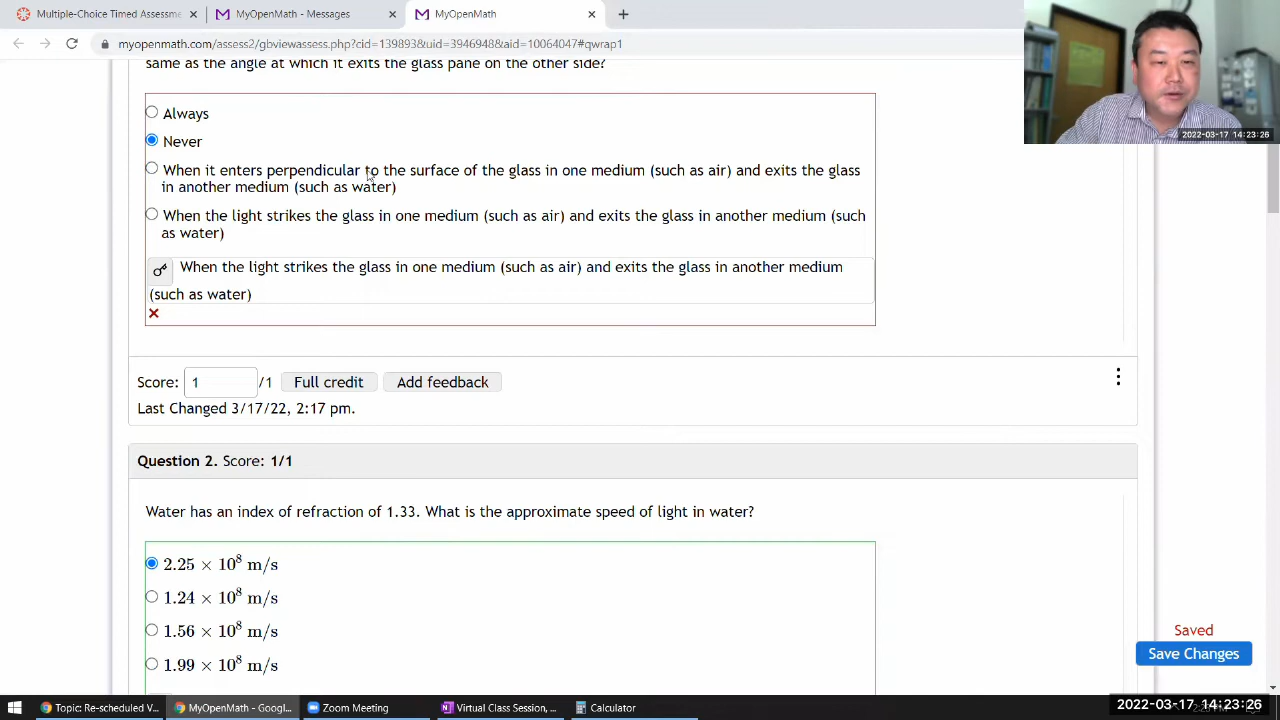 Multiple-Choice Timed Assessme
MyOpenMath - Messages
MyOpenMath
myopenmath.com/assess2/gbviewassess.php?cid=139893&uid=3946948&aid=10064047#qwrap1
same as the angle at which it exits the glass pane on the other side?
Always
Never
When it enters perpendicular to the surface of the glass in one medium (such as air) and exits the glass
in another medium (such as water)
When the light strikes the glass in one medium (such as air) and exits the glass in another medium (such
as water)
When the light strikes the glass in one medium (such as air) and exits the glass in another medium
(such as water)
Score: 1 /1 Full credit Add feedback
Last Changed 3/17/22, 2:17 pm.
Question 2. Score: 1/1
Water has an index of refraction of 1.33. What is the approximate speed of light in water?
2.25 × 10⁸ m/s
1.24 × 10⁸ m/s
1.56 × 10⁸ m/s
1.99 × 10⁸ m/s
Saved
Save Changes
2022-03-17 14:23:26
Topic: Re-scheduled V...
MyOpenMath - Googl...
Zoom Meeting
Virtual Class Session, ...
Calculator
2022-03-17 14:23:26